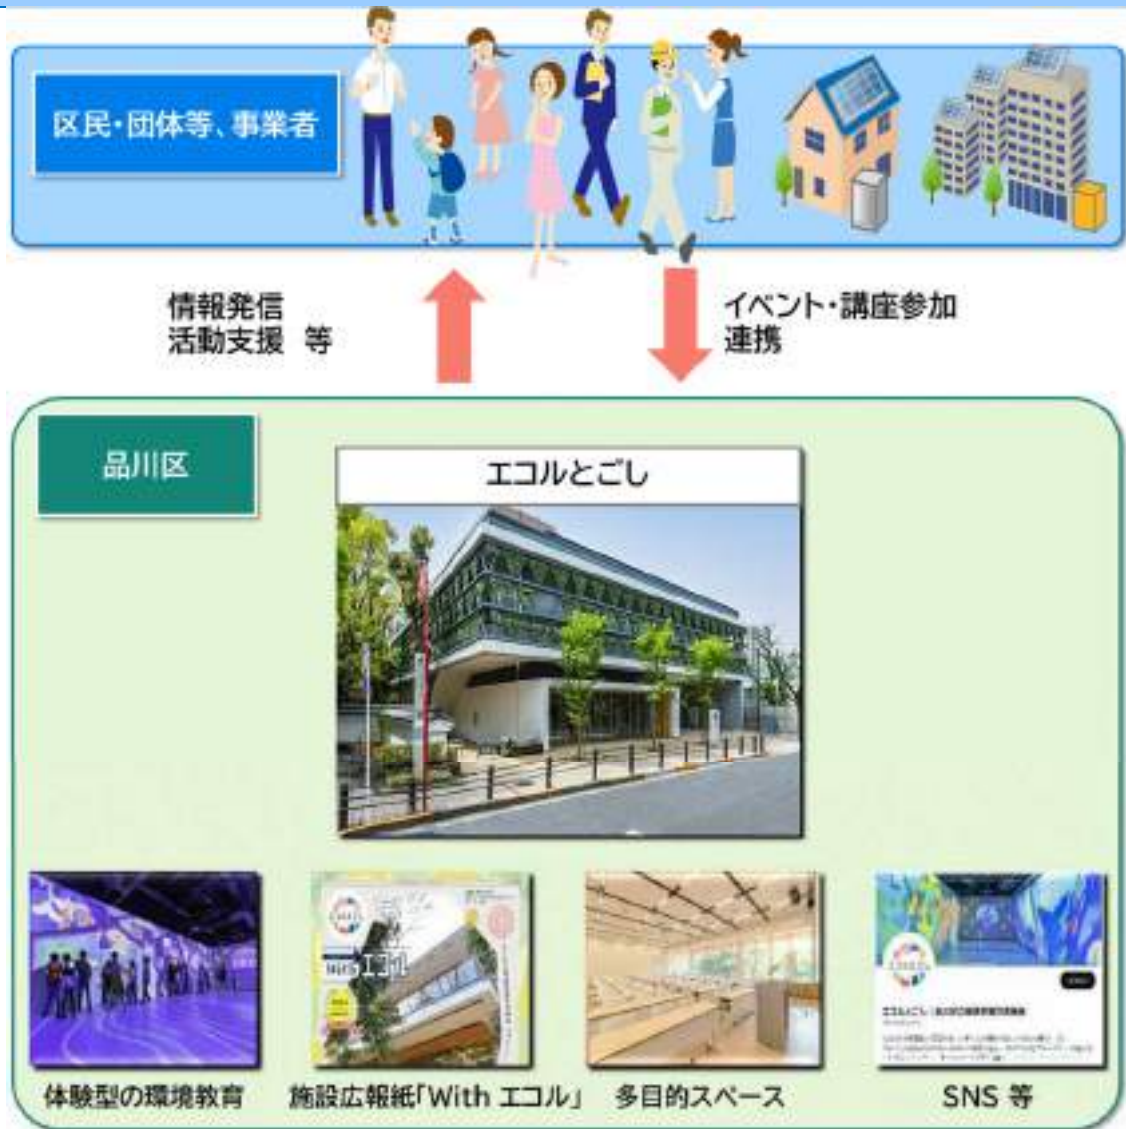 区民・団体等、事業者
情報発信
活動支援 等
イベント・講座参加
連携
品川区
エコルとごし
体験型の環境教育
施設広報紙「With エコル」
多目的スペース
SNS 等